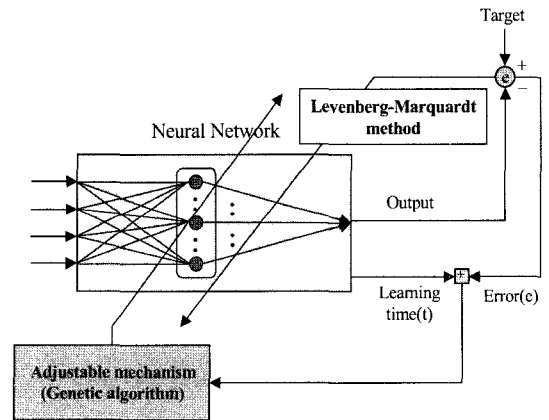 Target
+
e
−
Levenberg-Marquardt
method
Neural Network
Output
+
Learning
time(t)
Error(e)
Adjustable mechanism
(Genetic algorithm)